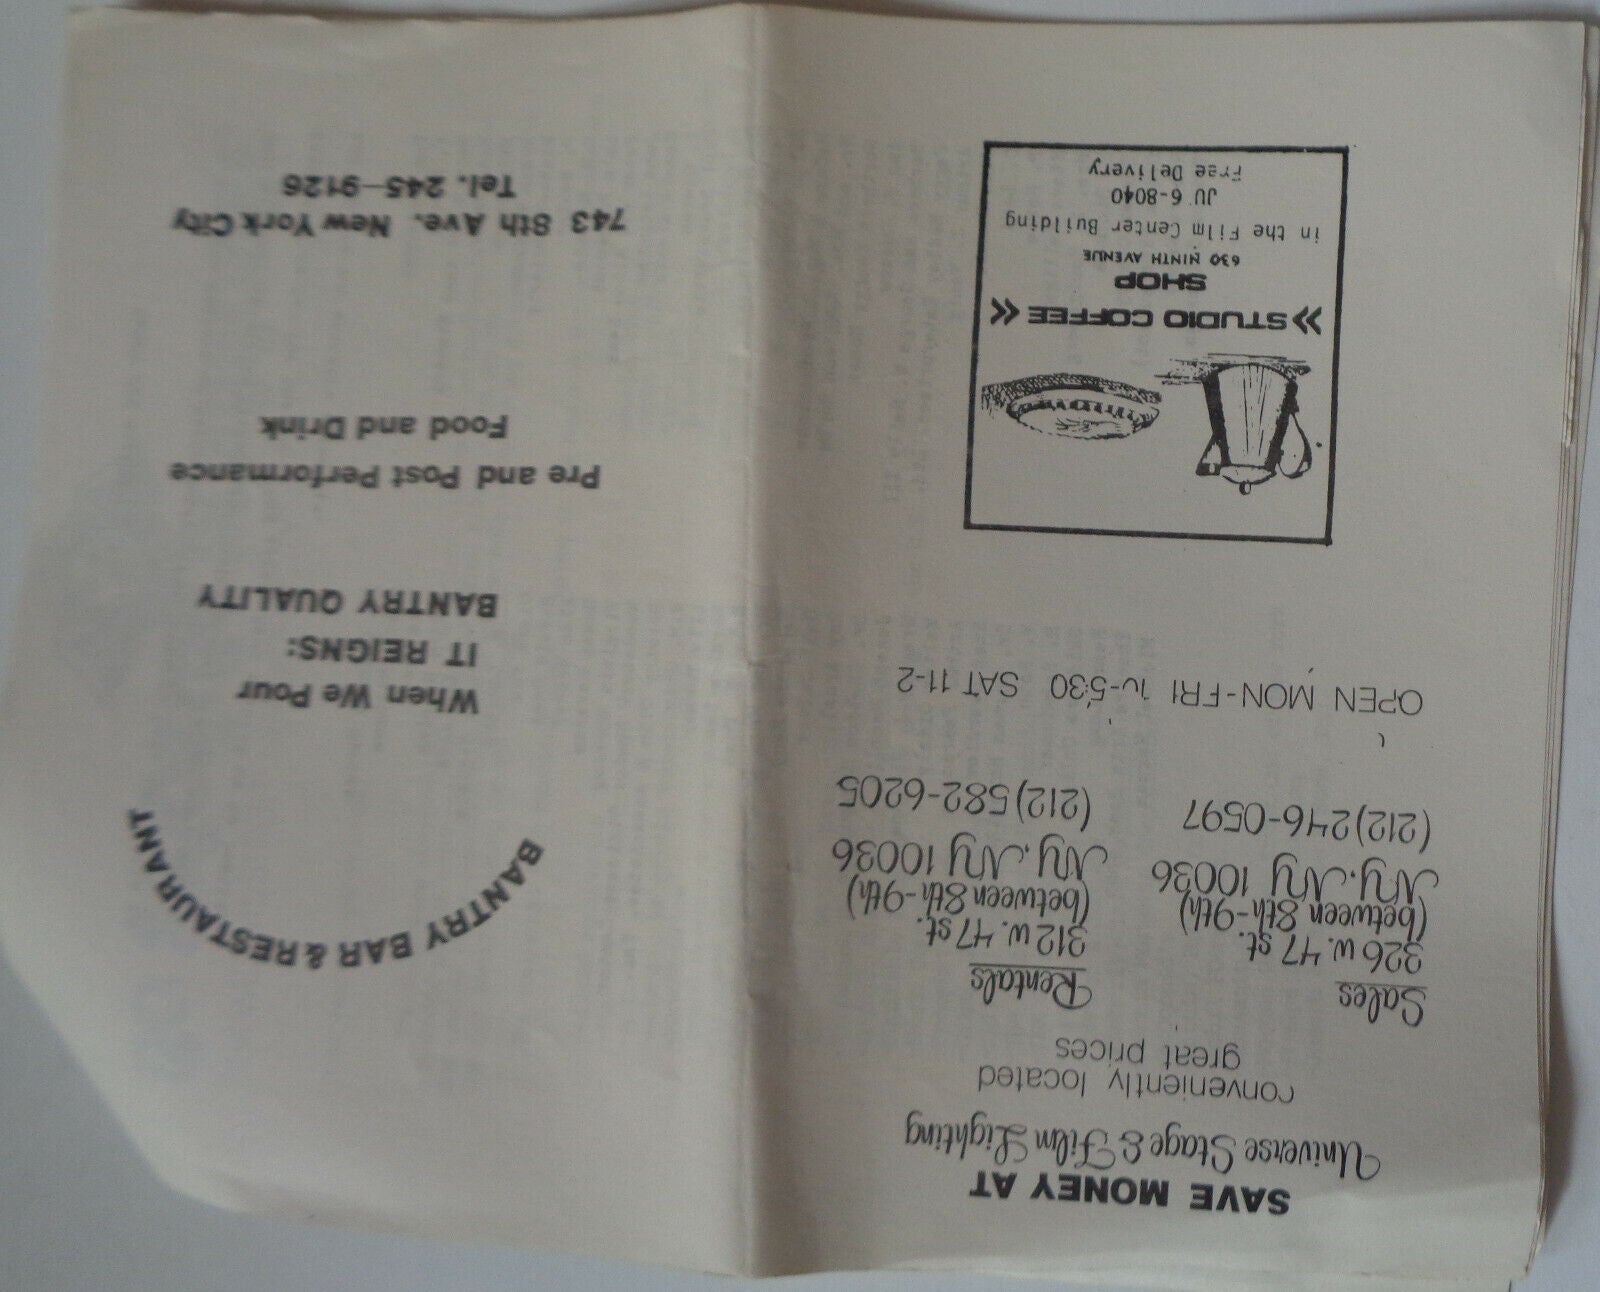 SAVE MONEY AT
Universe Stage & Film Lighting
conveniently located
great prices
Sales
326 w. 47 st.
(between 8th-9th)
Ny. Ny 10036
(212) 246-0597
Rentals
312 w. 47 st.
(between 8th-9th)
Ny. Ny 10036
(212) 582-6205
OPEN MON-FRI 10-5:30 SAT 11-2
STUDIO COFFEE
SHOP
630 NINTH AVENUE
in the Film Center Building
JU 6-8040
Free Delivery
BANTRY BAR & RESTAURANT
When We Pour
IT REIGNS:
BANTRY QUALITY
Pre and Post Performance
Food and Drink
743 8th Ave. New York City
Tel. 245-9126